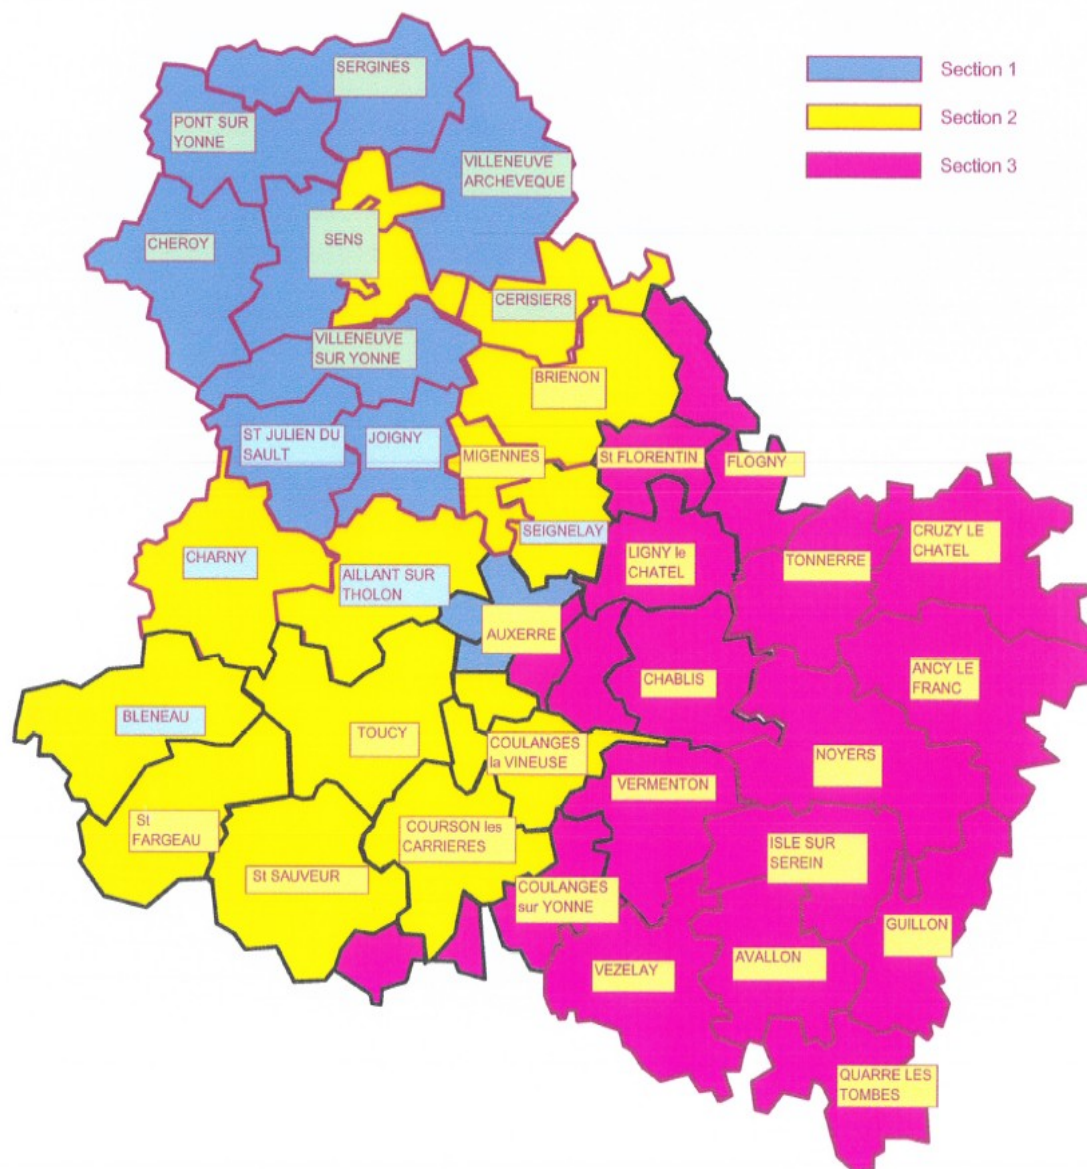 SERGINES
Section 1
PONT SUR
YONNE
Section 2
VILLENEUVE
ARCHEVEQUE
Section 3
CHEROY
SENS
CERISIERS
VILLENEUVE
SUR YONNE
BRIENON
ST JULIEN DU
SAULT
JOIGNY
MIGENNES
St FLORENTIN
FLOGNY
SEIGNELAY
CHARNY
AILLANT SUR
THOLON
LIGNY le
CHATEL
TONNERRE
CRUZY LE
CHATEL
AUXERRE
CHABLIS
ANCY LE
FRANC
BLENEAU
TOUCY
COULANGES
la VINEUSE
NOYERS
VERMENTON
St
FARGEAU
COURSON les
CARRIERES
ISLE SUR
SEREIN
St SAUVEUR
COULANGES
sur YONNE
GUILLON
VEZELAY
AVALLON
QUARRE LES
TOMBES